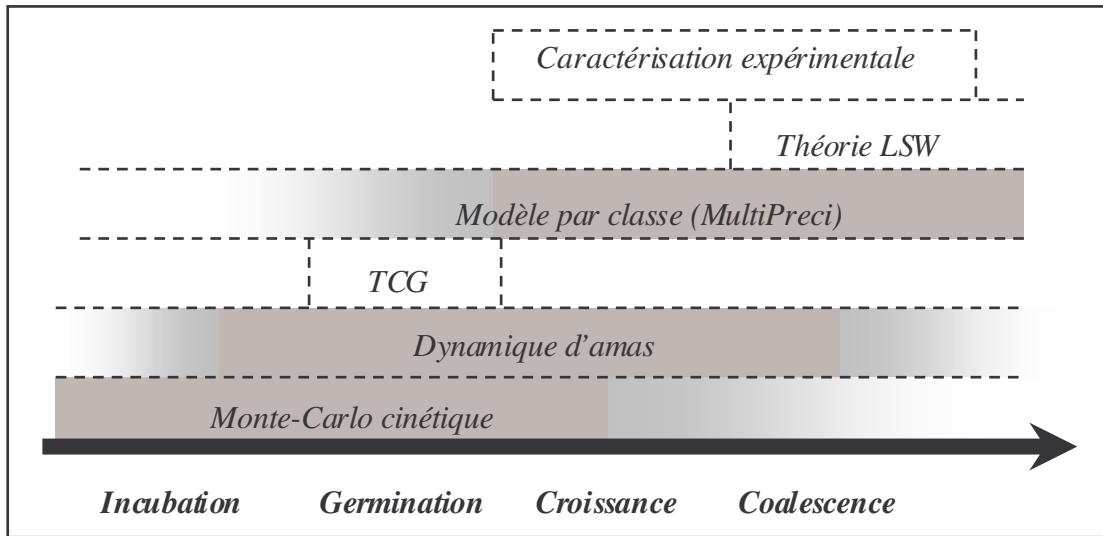 Caractérisation expérimentale
Théorie LSW
Modèle par classe (MultiPreci)
TCG
Dynamique d'amas
Monte-Carlo cinétique
Incubation Germination Croissance Coalescence